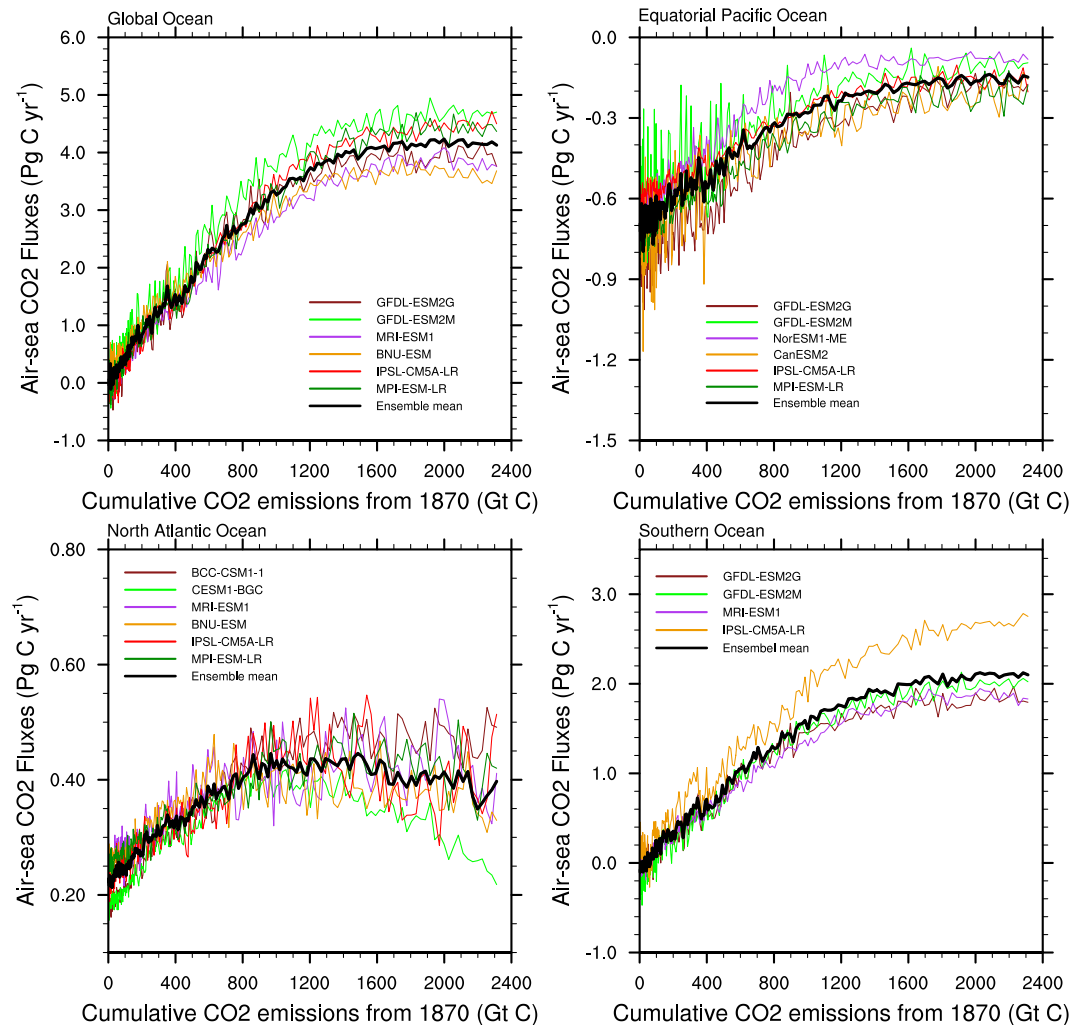 Global Ocean
Air-sea CO2 Fluxes (Pg C yr-1)
6.0
5.0
4.0
3.0
2.0
1.0
0.0
-1.0
GFDL-ESM2G
GFDL-ESM2M
MRI-ESM1
BNU-ESM
IPSL-CM5A-LR
MPI-ESM-LR
Ensemble mean
0 400 800 1200 1600 2000 2400
Cumulative CO2 emissions from 1870 (Gt C)
Equatorial Pacific Ocean
Air-sea CO2 Fluxes (Pg C yr-1)
0.0
-0.3
-0.6
-0.9
-1.2
-1.5
GFDL-ESM2G
GFDL-ESM2M
NorESM1-ME
CanESM2
IPSL-CM5A-LR
MPI-ESM-LR
Ensemble mean
0 400 800 1200 1600 2000 2400
Cumulative CO2 emissions from 1870 (Gt C)
North Atlantic Ocean
Air-sea CO2 Fluxes (Pg C yr-1)
0.80
0.60
0.40
0.20
BCC-CSM1-1
CESM1-BGC
MRI-ESM1
BNU-ESM
IPSL-CM5A-LR
MPI-ESM-LR
Ensemble mean
0 400 800 1200 1600 2000 2400
Cumulative CO2 emissions from 1870 (Gt C)
Southern Ocean
Air-sea CO2 Fluxes (Pg C yr-1)
3.0
2.0
1.0
0.0
-1.0
GFDL-ESM2G
GFDL-ESM2M
MRI-ESM1
IPSL-CM5A-LR
Ensembel mean
0 400 800 1200 1600 2000 2400
Cumulative CO2 emissions from 1870 (Gt C)